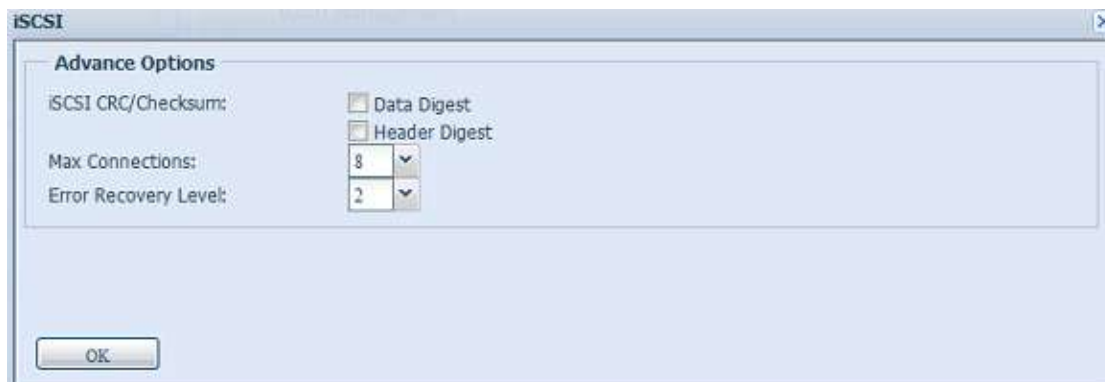 iSCSI
Advance Options
iSCSI CRC/Checksum:
Data Digest
Header Digest
Max Connections: 8
Error Recovery Level: 2
OK